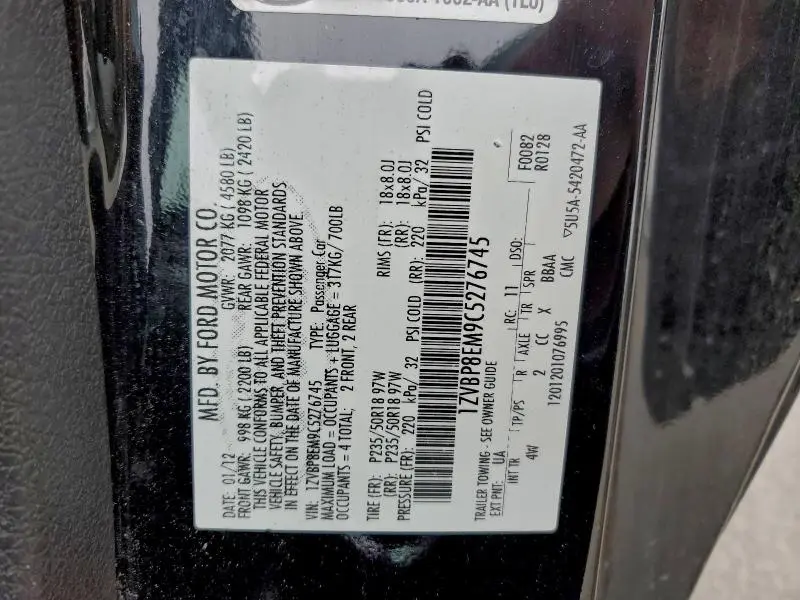 MFD. BY FORD MOTOR CO.
DATE: 01/12 GVWR: 2077 KG ( 4580 LB)
FRONT GAWR: 998 KG ( 2200 LB) REAR GAWR: 1098 KG ( 2420 LB)
THIS VEHICLE CONFORMS TO ALL APPLICABLE FEDERAL MOTOR
VEHICLE SAFETY, BUMPER, AND THEFT PREVENTION STANDARDS
IN EFFECT ON THE DATE OF MANUFACTURE SHOWN ABOVE.
VIN: 1ZVBP8EM9C5276745 TYPE: Passenger Car
MAXIMUM LOAD = OCCUPANTS + LUGGAGE = 317KG/ 700LB
OCCUPANTS = 4 TOTAL; 2 FRONT, 2 REAR
TIRE (FR): P235/50R18 97W RIMS (TR): 18x8.0J
(RR): P235/50R18 97W (RR): 18x8.0J
PRESSURE (FR): 220 kPa/ 32 PSI COLD (RR): 220 kPa/ 32 PSI COLD
1ZVBP8EM9C5276745
TRAILER TOWING - SEE OWNER GUIDE
EXT PNT: UA RC: 11 DSO: F0082
R0128
INT TR TP/PS R AXLE TR SPR
4W 2 CC X BBAA
1201201076995 CMC ▽5U5A-5420472-AA